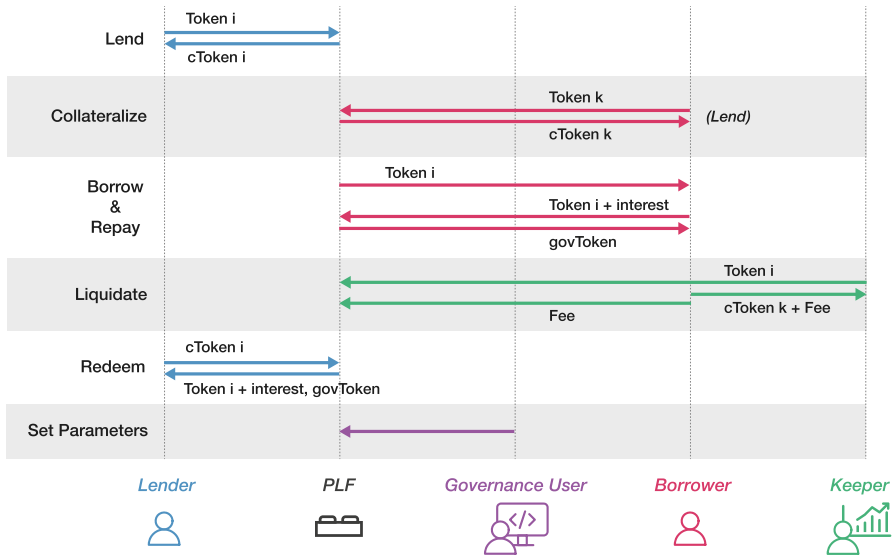 Token i
Lend
cToken i
Token k
Collateralize
(Lend)
cToken k
Token i
Borrow
&
Repay
Token i + interest
govToken
Token i
Liquidate
cToken k + Fee
Fee
cToken i
Redeem
Token i + interest, govToken
Set Parameters
Lender
PLF
Governance User
Borrower
Keeper